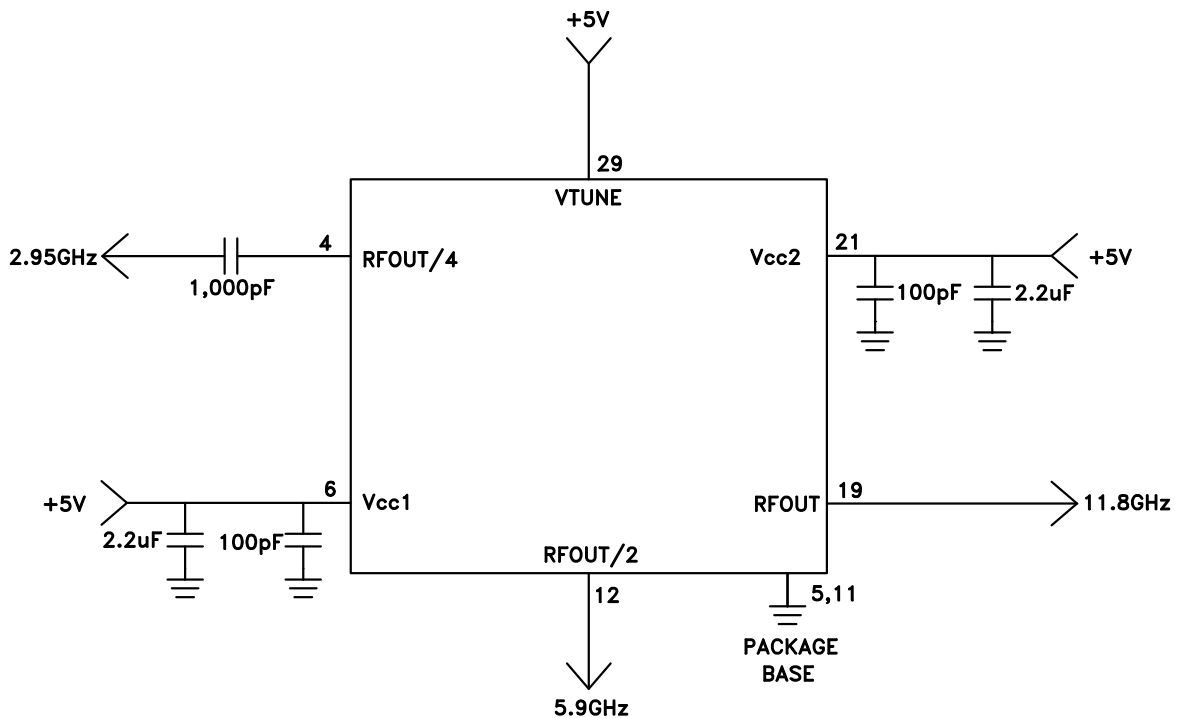 +5V
29
VTUNE
2.95GHz
4
RFOUT/4
1,000pF
21
Vcc2
+5V
100pF
2.2uF
+5V
6
Vcc1
2.2uF
100pF
RFOUT
19
11.8GHz
RFOUT/2
12
5,11
PACKAGE
BASE
5.9GHz